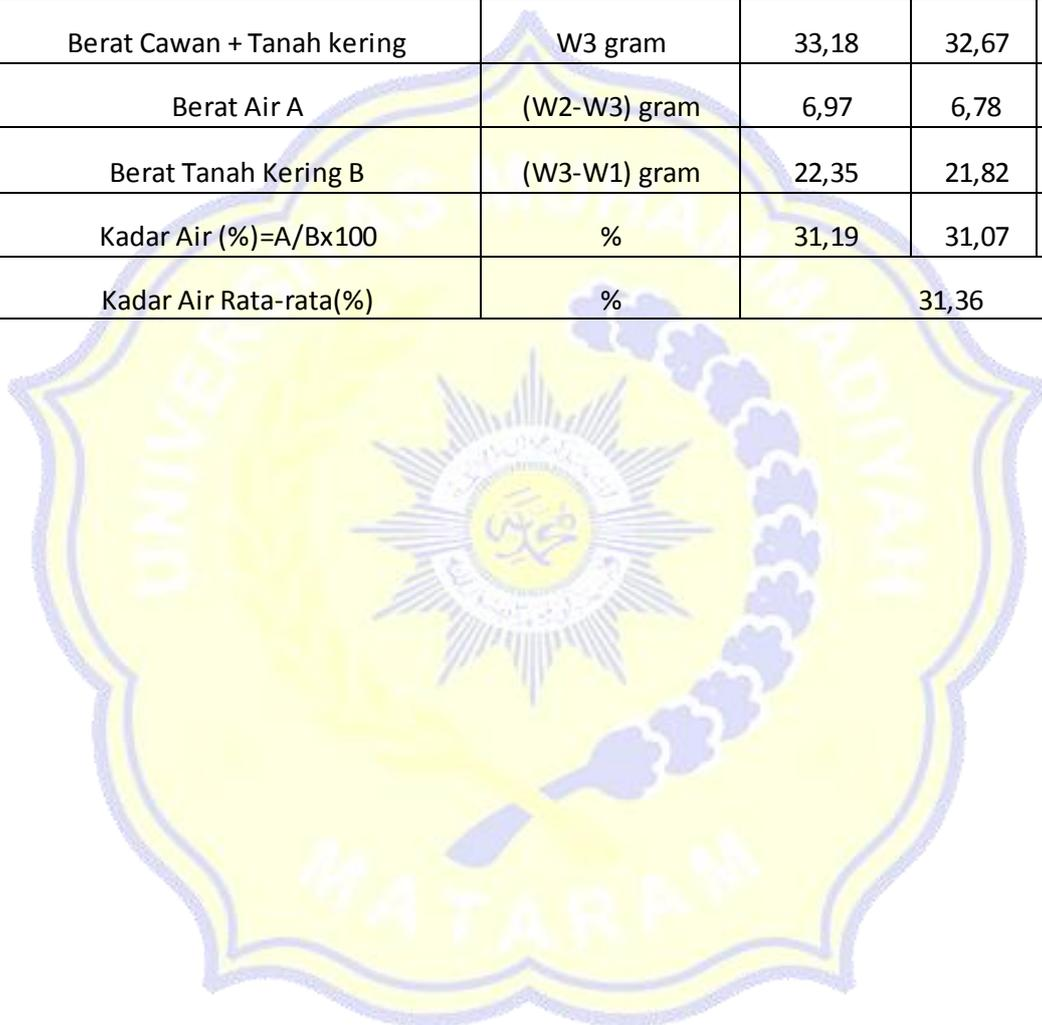 Berat Cawan + Tanah kering W3 gram 33,18 32,67
Berat Air A (W2-W3) gram 6,97 6,78
Berat Tanah Kering B (W3-W1) gram 22,35 21,82
Kadar Air (%)=A/Bx100 % 31,19 31,07
Kadar Air Rata-rata(%) % 31,36
UNIVERSITAS MUHAMMADIYAH
MATARAM